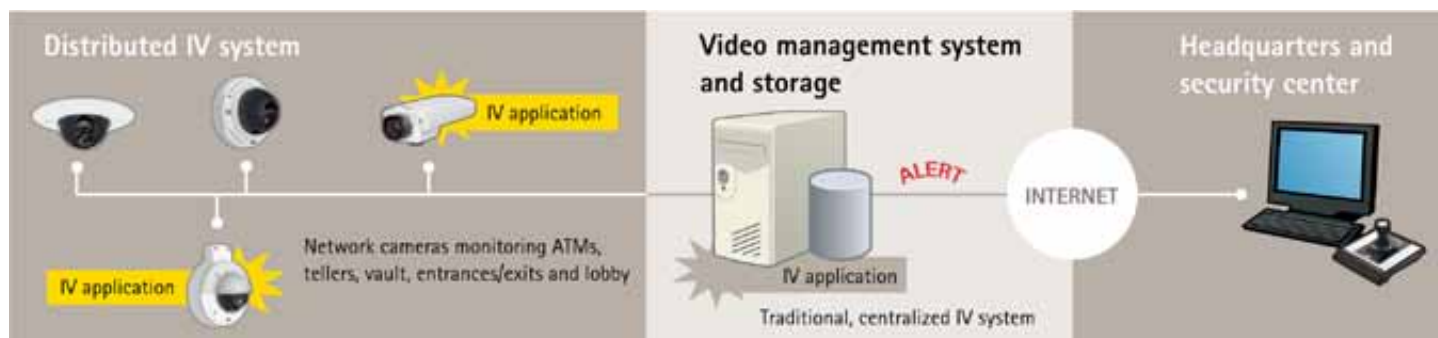 Distributed IV system
IV application
IV application
Network cameras monitoring ATMs,
tellers, vault, entrances/exits and lobby
Video management system
and storage
ALERT
IV application
Traditional, centralized IV system
INTERNET
Headquarters and
security center